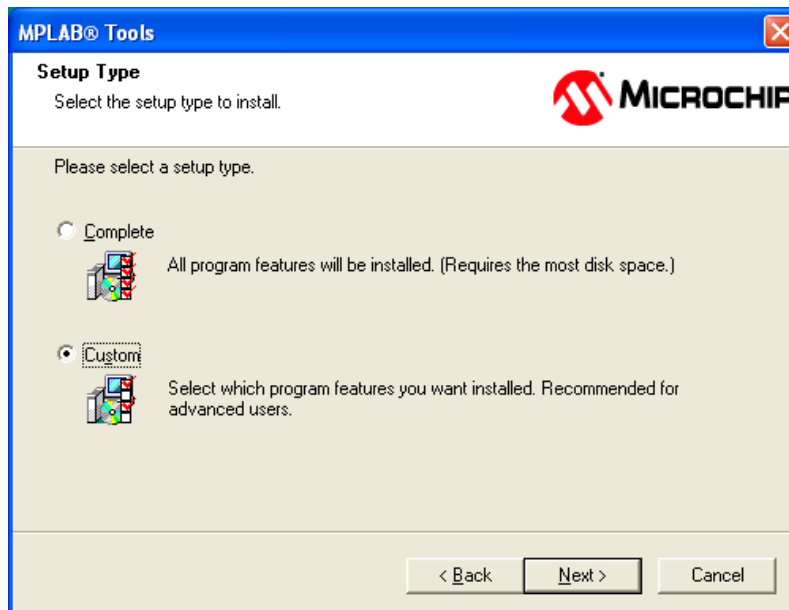 MPLAB® Tools
Setup Type
Select the setup type to install.
MICROCHIP
Please select a setup type.
Complete
All program features will be installed. (Requires the most disk space.)
Custom
Select which program features you want installed. Recommended for
advanced users.
< Back
Next >
Cancel